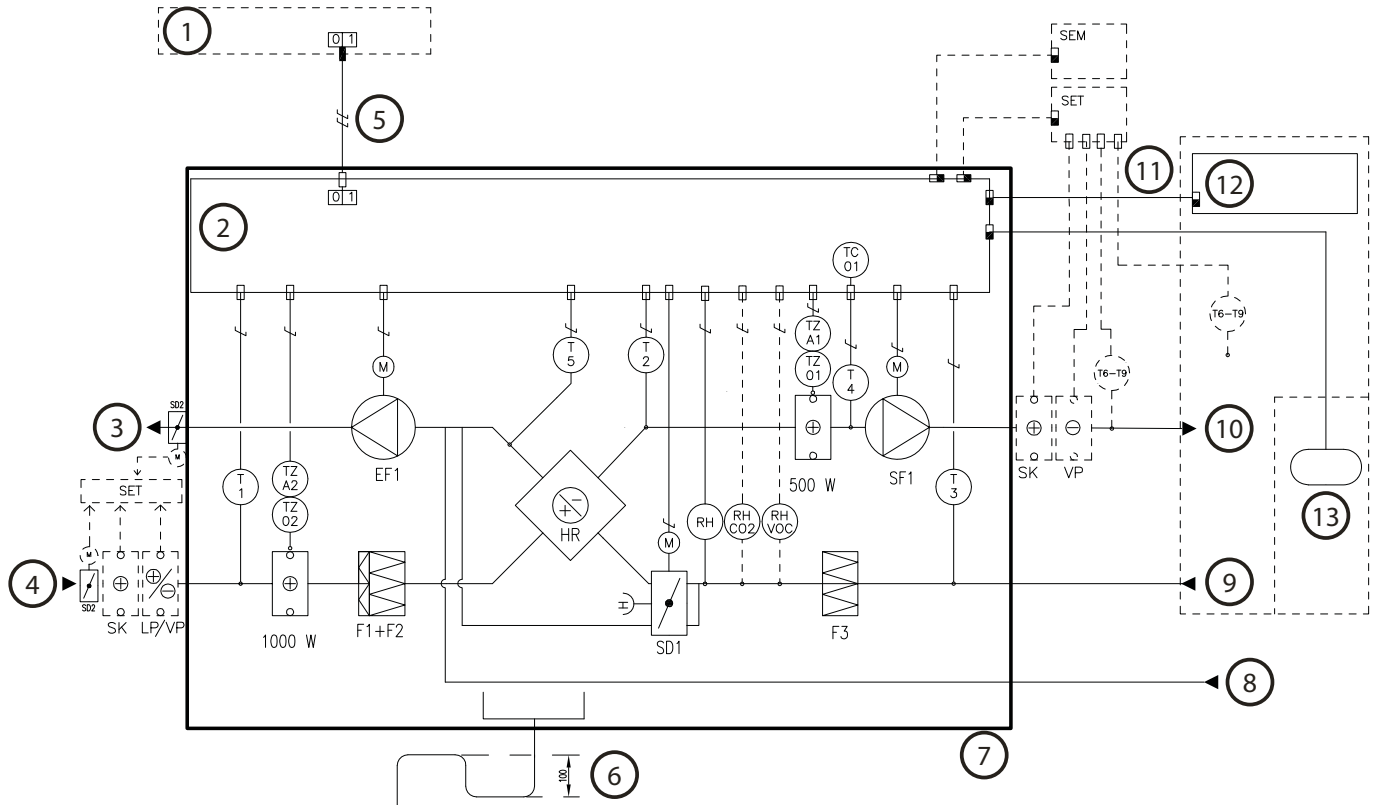 1
0 1
SEM
SET
5
11
12
0 1
2
TC
01
T6-T9
TZ
A1
T
5
T
2
TZ
01
M
M
T
4
T6-T9
SD2
3
10
M
EF1
SF1
SK
VP
TZ
A2
500 W
SET
T
1
T
3
13
TZ
02
HR
RH
RH
CO2
RH
VOC
M
M
4
9
SD2
SK
LP/VP
1000 W
F1+F2
H
SD1
F3
8
7
100
6